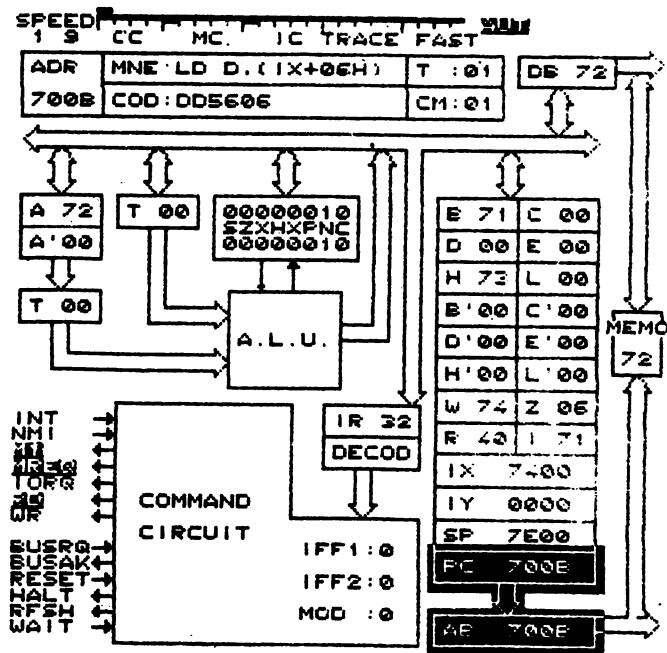 SPEED
1 9 CC MC. IC TRACE FAST
ADR MNE:LD D,(IX+06H) T :01 DB 72
700B COD:DD5606 CM:01
A 72
A'00
T 00
00000010
SZXHXPNC
00000010
T 00
A.L.U.
B 71 C 00
D 00 E 00
H 73 L 00
B'00 C'00
D'00 E'00
H'00 L'00
W 74 Z 06
R 40 I 71
IX 7400
IY 0000
SP 7E00
PC 700B
AB 700B
MEMO
72
IR 32
DECOD
INT
NMI
IORQ
WR
BUSRQ
BUSAK
RESET
HALT
RFSH
WAIT
COMMAND
CIRCUIT
IFF1:0
IFF2:0
MOD :0